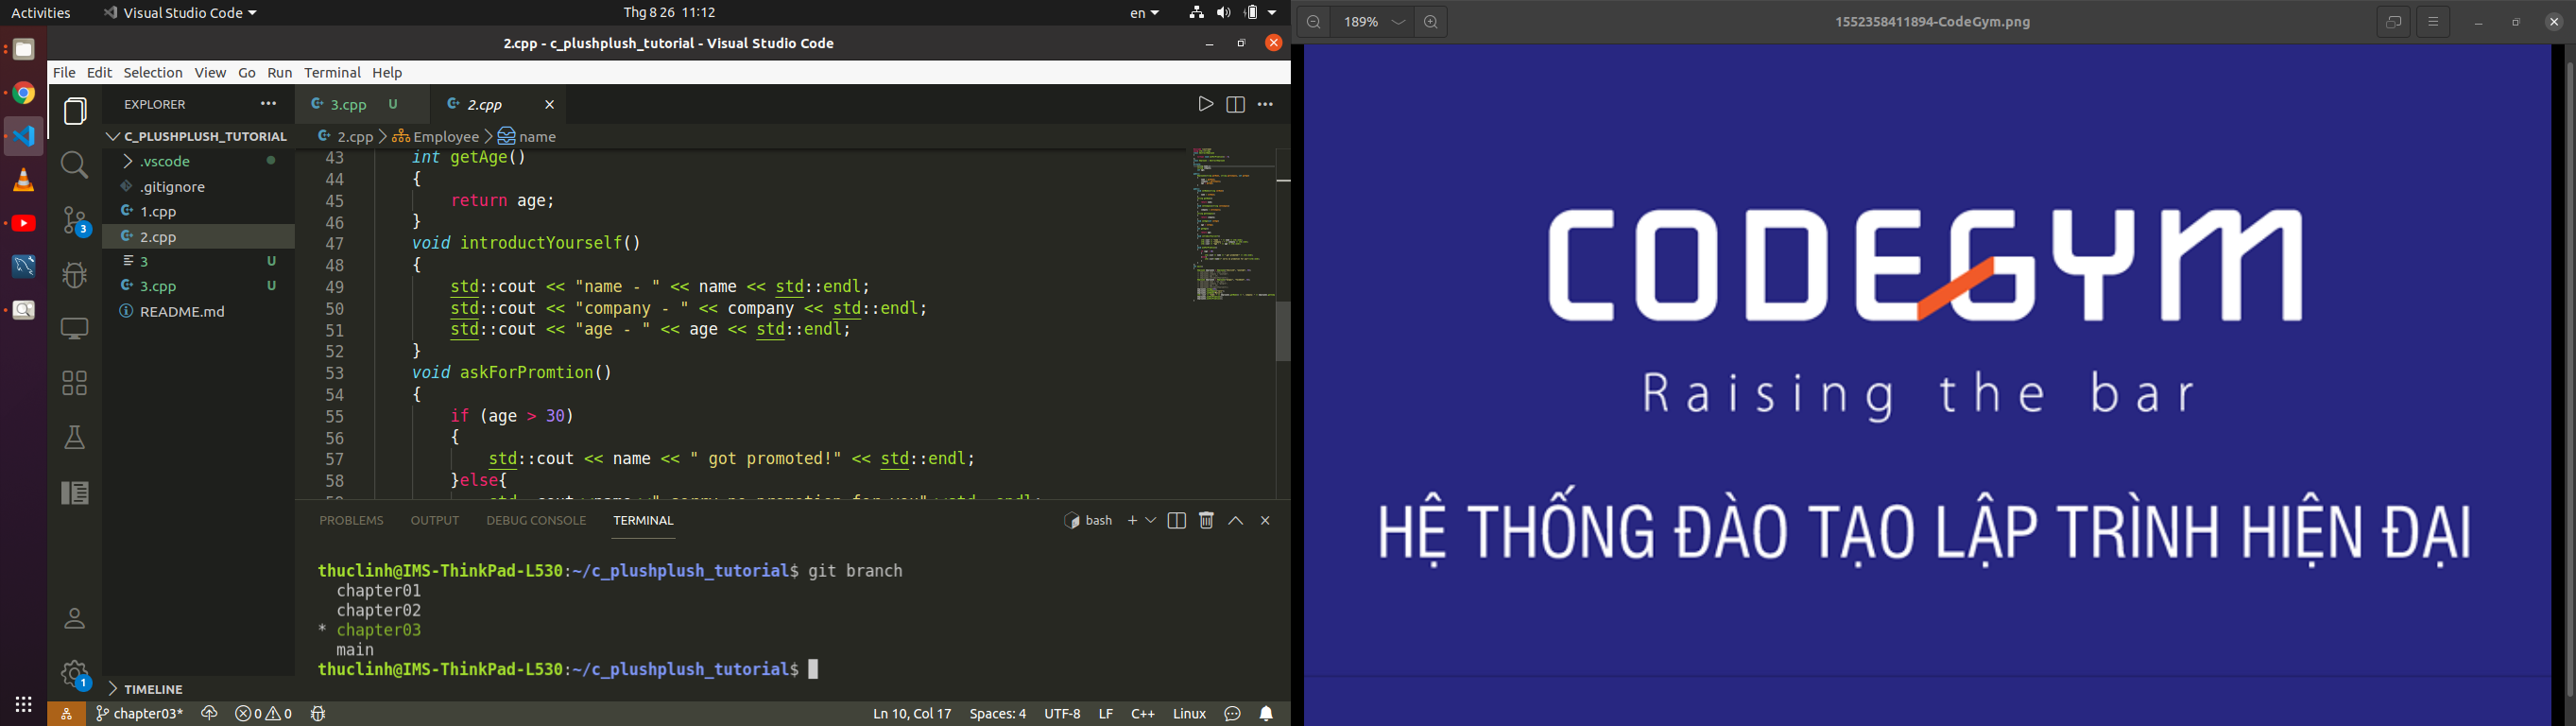 Activities
Visual Studio Code
Thg 8 26 11:12
en
2.cpp - c_plushplush_tutorial - Visual Studio Code
File Edit Selection View Go Run Terminal Help
EXPLORER
C_PLUSHPLUSH_TUTORIAL
.vscode
.gitignore
1.cpp
2.cpp
3 U
3.cpp U
README.md
TIMELINE
3
1
3.cpp U
2.cpp
2.cpp > Employee > name
43 int getAge()
44 {
45 return age;
46 }
47 void introductYourself()
48 {
49 std::cout << "name - " << name << std::endl;
50 std::cout << "company - " << company << std::endl;
51 std::cout << "age - " << age << std::endl;
52 }
53 void askForPromtion()
54 {
55 if (age > 30)
56 {
57 std::cout << name << " got promoted!" << std::endl;
58 }else{
PROBLEMS OUTPUT DEBUG CONSOLE TERMINAL
bash
thuclinh@IMS-ThinkPad-L530:~/c_plushplush_tutorial$ git branch
chapter01
chapter02
* chapter03
main
thuclinh@IMS-ThinkPad-L530:~/c_plushplush_tutorial$
chapter03* 0 0
Ln 10, Col 17 Spaces: 4 UTF-8 LF C++ Linux
189%
1552358411894-CodeGym.png
CODEGYM
Raising the bar
HỆ THỐNG ĐÀO TẠO LẬP TRÌNH HIỆN ĐẠI